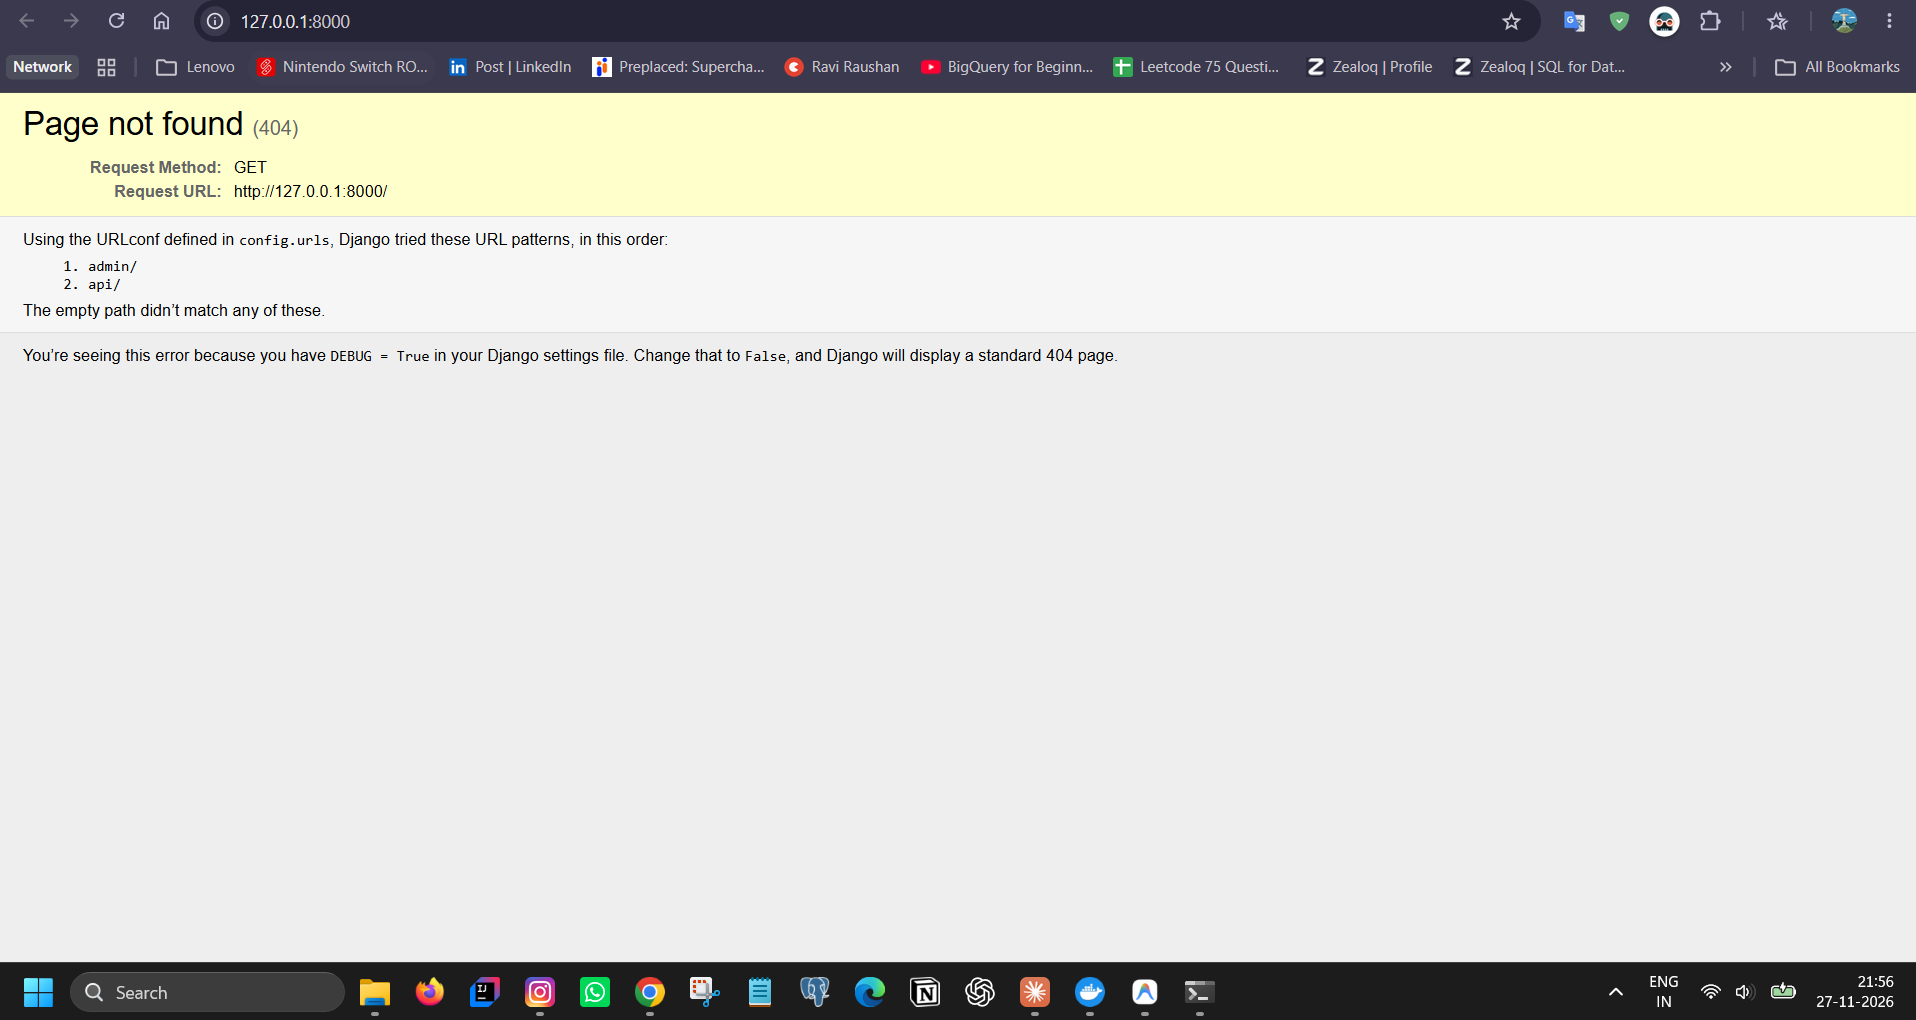 127.0.0.1:8000
Network Lenovo Nintendo Switch RO... Post | LinkedIn Preplaced: Supercha... Ravi Raushan BigQuery for Beginn... Leetcode 75 Questi... Zealoq | Profile Zealoq | SQL for Dat... » All Bookmarks
Page not found (404)
Request Method: GET
Request URL: http://127.0.0.1:8000/
Using the URLconf defined in config.urls, Django tried these URL patterns, in this order:
1. admin/
2. api/
The empty path didn’t match any of these.
You’re seeing this error because you have DEBUG = True in your Django settings file. Change that to False, and Django will display a standard 404 page.
Search
ENG
IN
21:56
27-11-2026